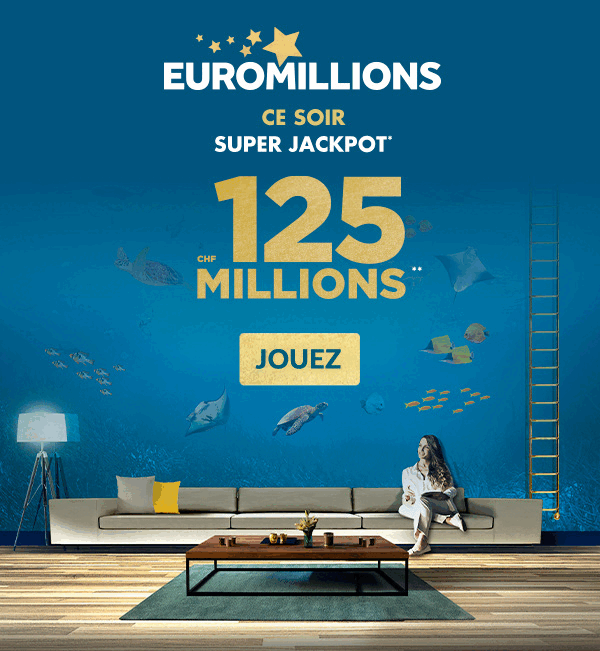 EUROMILLIONS
CE SOIR
SUPER JACKPOT*
CHF 125
MILLIONS**
JOUEZ